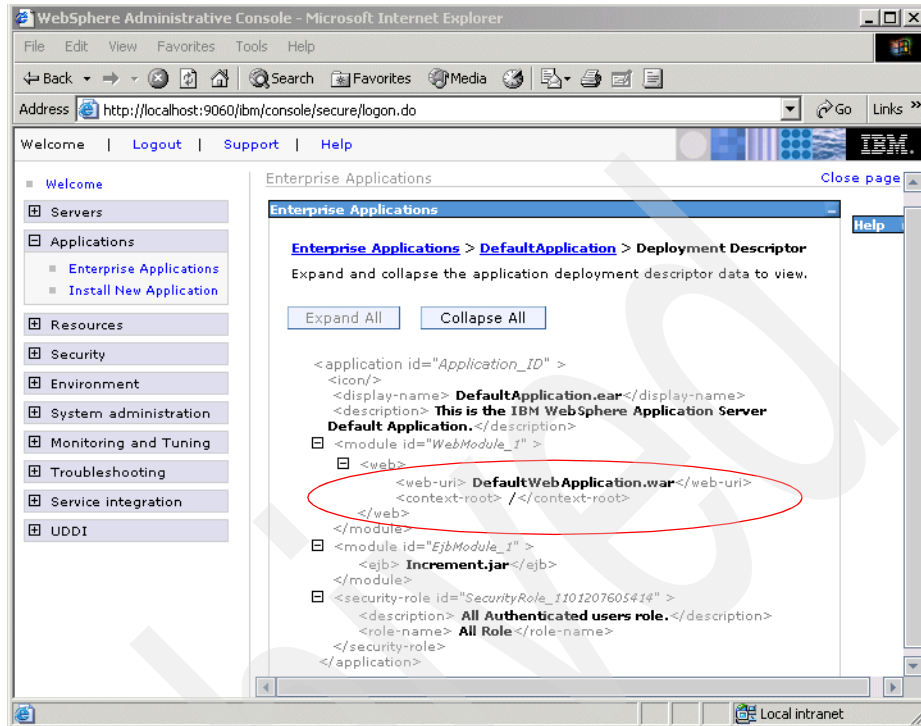 WebSphere Administrative Console - Microsoft Internet Explorer
File Edit View Favorites Tools Help
Back Search Favorites Media
Address http://localhost:9060/ibm/console/secure/logon.do Go Links »
Welcome | Logout | Support | Help IBM.
Welcome
Servers
Applications
Enterprise Applications
Install New Application
Resources
Security
Environment
System administration
Monitoring and Tuning
Troubleshooting
Service integration
UDDI
Enterprise Applications Close page
Enterprise Applications
Help
Enterprise Applications > DefaultApplication > Deployment Descriptor
Expand and collapse the application deployment descriptor data to view.
Expand All Collapse All
<application id="Application_ID" >
<icon/>
<display-name> DefaultApplication.ear</display-name>
<description> This is the IBM WebSphere Application Server
Default Application.</description>
<module id="WebModule_1" >
<web>
<web-uri> DefaultWebApplication.war</web-uri>
<context-root> /</context-root>
</web>
</module>
<module id="EjbModule_1" >
<ejb> Increment.jar</ejb>
</module>
<security-role id="SecurityRole_1101207605414" >
<description> All Authenticated users role.</description>
<role-name> All Role</role-name>
</security-role>
</application>
Local intranet